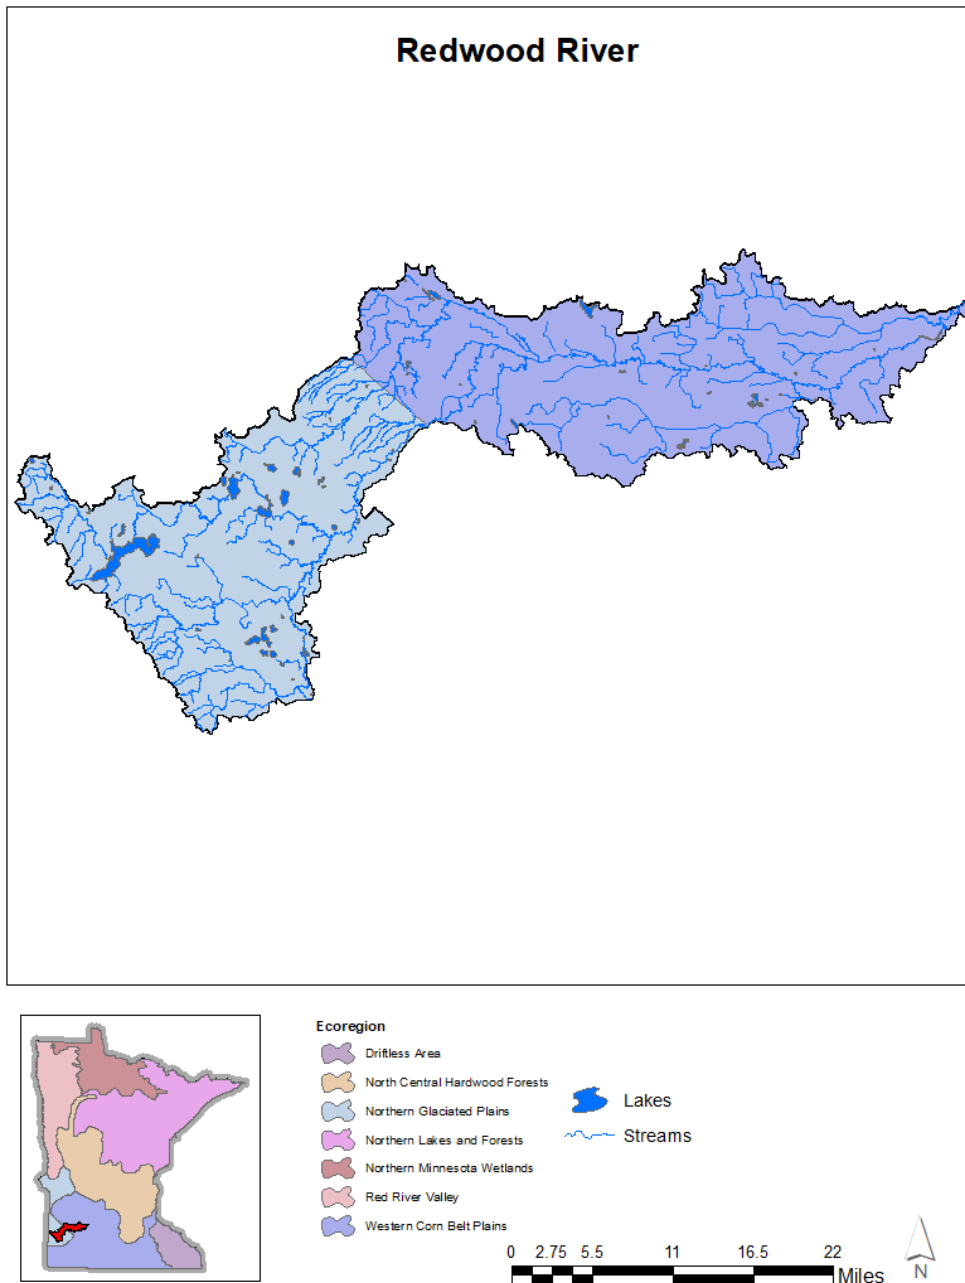 Redwood River
Ecoregion
Driftless Area
North Central Hardwood Forests
Northern Glaciated Plains
Northern Lakes and Forests
Northern Minnesota Wetlands
Red River Valley
Western Corn Belt Plains
Lakes
Streams
0 2.75 5.5 11 16.5 22
Miles
N